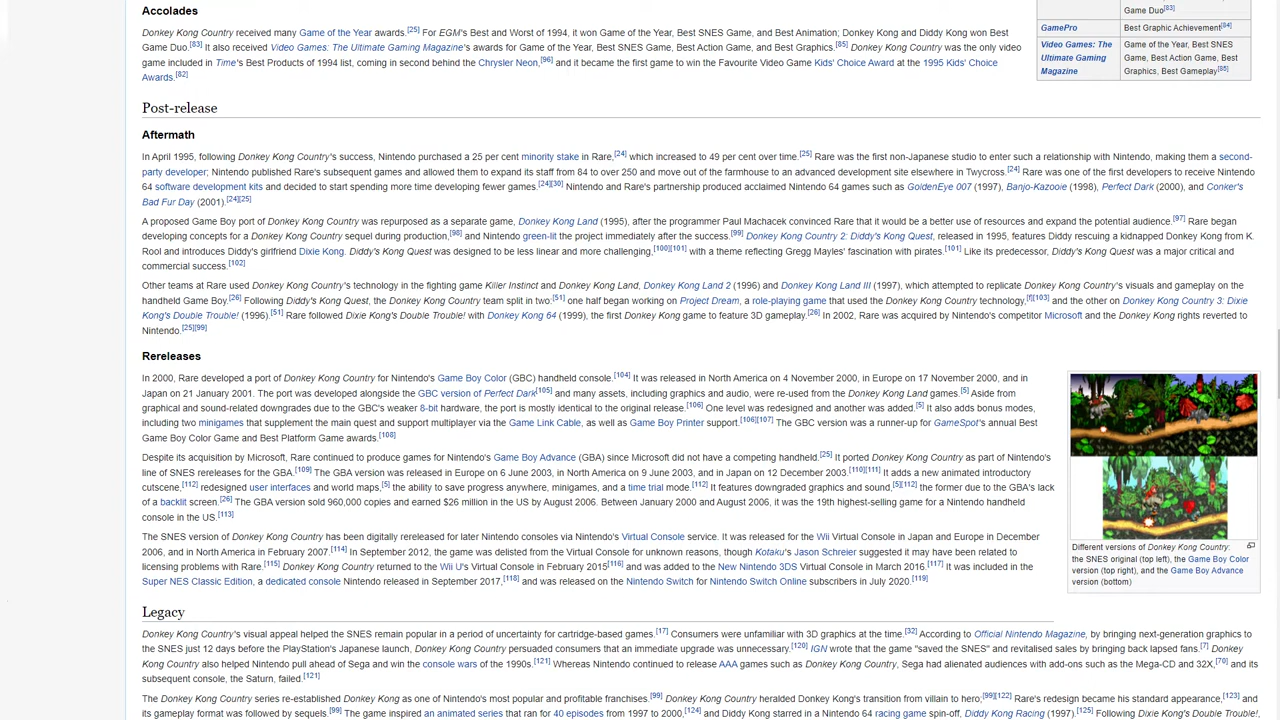 Accolades
Game Duo[83]
Donkey Kong Country received many Game of the Year awards.[25] For EGM's Best and Worst of 1994, it won Game of the Year, Best SNES Game, and Best Animation; Donkey Kong and Diddy Kong won Best
GamePro Best Graphic Achievement[84]
Game Duo.[83] It also received Video Games: The Ultimate Gaming Magazine's awards for Game of the Year, Best SNES Game, Best Action Game, and Best Graphics.[85] Donkey Kong Country was the only video
Video Games: The Game of the Year, Best SNES
game included in Time's Best Products of 1994 list, coming in second behind the Chrysler Neon,[96] and it became the first game to win the Favourite Video Game Kids' Choice Award at the 1995 Kids' Choice
Ultimate Gaming Game, Best Action Game, Best
Awards.[82]
Magazine Graphics, Best Gameplay[85]
Post-release
Aftermath
In April 1995, following Donkey Kong Country's success, Nintendo purchased a 25 per cent minority stake in Rare,[24] which increased to 49 per cent over time.[25] Rare was the first non-Japanese studio to enter such a relationship with Nintendo, making them a second-
party developer; Nintendo published Rare's subsequent games and allowed them to expand its staff from 84 to over 250 and move out of the farmhouse to an advanced development site elsewhere in Twycross.[24] Rare was one of the first developers to receive Nintendo
64 software development kits and decided to start spending more time developing fewer games.[24][30] Nintendo and Rare's partnership produced acclaimed Nintendo 64 games such as GoldenEye 007 (1997), Banjo-Kazooie (1998), Perfect Dark (2000), and Conker's
Bad Fur Day (2001).[24][25]
A proposed Game Boy port of Donkey Kong Country was repurposed as a separate game, Donkey Kong Land (1995), after the programmer Paul Machacek convinced Rare that it would be a better use of resources and expand the potential audience.[97] Rare began
developing concepts for a Donkey Kong Country sequel during production,[98] and Nintendo green-lit the project immediately after the success.[99] Donkey Kong Country 2: Diddy's Kong Quest, released in 1995, features Diddy rescuing a kidnapped Donkey Kong from K.
Rool and introduces Diddy's girlfriend Dixie Kong. Diddy's Kong Quest was designed to be less linear and more challenging,[100][101] with a theme reflecting Gregg Mayles' fascination with pirates.[101] Like its predecessor, Diddy's Kong Quest was a major critical and
commercial success.[102]
Other teams at Rare used Donkey Kong Country's technology in the fighting game Killer Instinct and Donkey Kong Land, Donkey Kong Land 2 (1996) and Donkey Kong Land III (1997), which attempted to replicate Donkey Kong Country's visuals and gameplay on the
handheld Game Boy.[26] Following Diddy's Kong Quest, the Donkey Kong Country team split in two:[51] one half began working on Project Dream, a role-playing game that used the Donkey Kong Country technology,[f][103] and the other on Donkey Kong Country 3: Dixie
Kong's Double Trouble! (1996).[51] Rare followed Dixie Kong's Double Trouble! with Donkey Kong 64 (1999), the first Donkey Kong game to feature 3D gameplay.[26] In 2002, Rare was acquired by Nintendo's competitor Microsoft and the Donkey Kong rights reverted to
Nintendo.[25][99]
Rereleases
In 2000, Rare developed a port of Donkey Kong Country for Nintendo's Game Boy Color (GBC) handheld console.[104] It was released in North America on 4 November 2000, in Europe on 17 November 2000, and in
Japan on 21 January 2001. The port was developed alongside the GBC version of Perfect Dark[105] and many assets, including graphics and audio, were re-used from the Donkey Kong Land games.[5] Aside from
graphical and sound-related downgrades due to the GBC's weaker 8-bit hardware, the port is mostly identical to the original release.[106] One level was redesigned and another was added.[5] It also adds bonus modes,
including two minigames that supplement the main quest and support multiplayer via the Game Link Cable, as well as Game Boy Printer support.[106][107] The GBC version was a runner-up for GameSpot's annual Best
Game Boy Color Game and Best Platform Game awards.[108]
Despite its acquisition by Microsoft, Rare continued to produce games for Nintendo's Game Boy Advance (GBA) since Microsoft did not have a competing handheld.[25] It ported Donkey Kong Country as part of Nintendo's
line of SNES rereleases for the GBA.[109] The GBA version was released in Europe on 6 June 2003, in North America on 9 June 2003, and in Japan on 12 December 2003.[110][111] It adds a new animated introductory
cutscene,[112] redesigned user interfaces and world maps,[5] the ability to save progress anywhere, minigames, and a time trial mode.[112] It features downgraded graphics and sound,[5][112] the former due to the GBA's lack
of a backlit screen.[26] The GBA version sold 960,000 copies and earned $26 million in the US by August 2006. Between January 2000 and August 2006, it was the 19th highest-selling game for a Nintendo handheld
console in the US.[113]
The SNES version of Donkey Kong Country has been digitally rereleased for later Nintendo consoles via Nintendo's Virtual Console service. It was released for the Wii Virtual Console in Japan and Europe in December
2006, and in North America in February 2007.[114] In September 2012, the game was delisted from the Virtual Console for unknown reasons, though Kotaku's Jason Schreier suggested it may have been related to
licensing problems with Rare.[115] Donkey Kong Country returned to the Wii U's Virtual Console in February 2015[116] and was added to the New Nintendo 3DS Virtual Console in March 2016.[117] It was included in the
Super NES Classic Edition, a dedicated console Nintendo released in September 2017,[118] and was released on the Nintendo Switch for Nintendo Switch Online subscribers in July 2020.[119]
Different versions of Donkey Kong Country:
the SNES original (top left), the Game Boy Color
version (top right), and the Game Boy Advance
version (bottom)
Legacy
Donkey Kong Country's visual appeal helped the SNES remain popular in a period of uncertainty for cartridge-based games.[17] Consumers were unfamiliar with 3D graphics at the time.[32] According to Official Nintendo Magazine, by bringing next-generation graphics to
the SNES just 12 days before the PlayStation's Japanese launch, Donkey Kong Country persuaded consumers that an immediate upgrade was unnecessary.[120] IGN wrote that the game "saved the SNES" and revitalised sales by bringing back lapsed fans.[7] Donkey
Kong Country also helped Nintendo pull ahead of Sega and win the console wars of the 1990s.[121] Whereas Nintendo continued to release AAA games such as Donkey Kong Country, Sega had alienated audiences with add-ons such as the Mega-CD and 32X,[70] and its
subsequent console, the Saturn, failed.[121]
The Donkey Kong Country series re-established Donkey Kong as one of Nintendo's most popular and profitable franchises.[99] Donkey Kong Country heralded Donkey Kong's transition from villain to hero;[99][122] Rare's redesign became his standard appearance,[123] and
its gameplay format was followed by sequels.[99] The game inspired an animated series that ran for 40 episodes from 1997 to 2000,[124] and Diddy Kong starred in a Nintendo 64 racing game spin-off, Diddy Kong Racing (1997).[125] Following Dixie Kong's Double Trouble!,